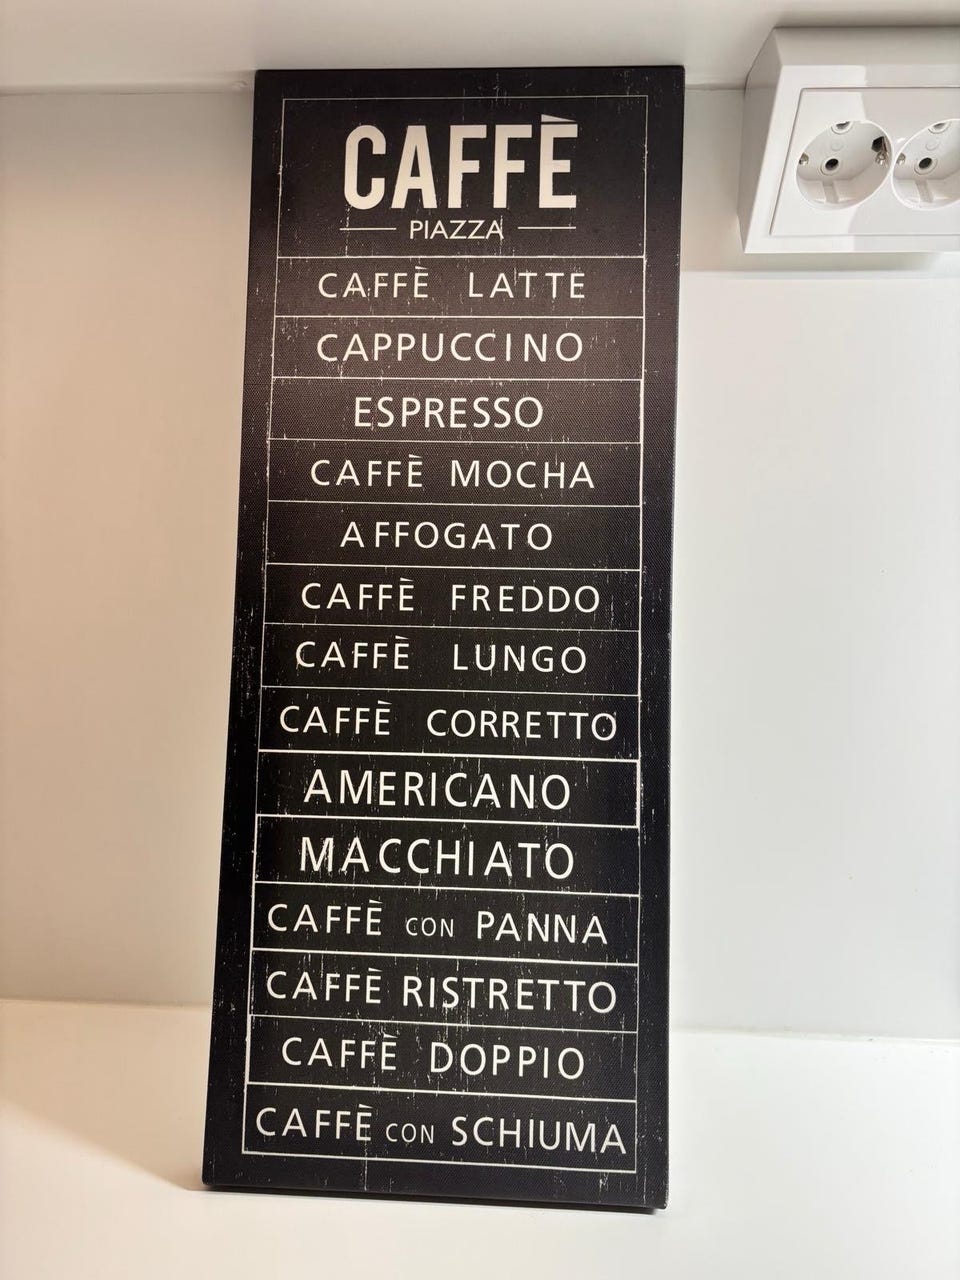 CAFFÈ
PIAZZA
CAFFÈ LATTE
CAPPUCCINO
ESPRESSO
CAFFÈ MOCHA
AFFOGATO
CAFFÈ FREDDO
CAFFÈ LUNGO
CAFFÈ CORRETTO
AMERICANO
MACCHIATO
CAFFÈ CON PANNA
CAFFÈ RISTRETTO
CAFFÈ DOPPIO
CAFFÈ CON SCHIUMA